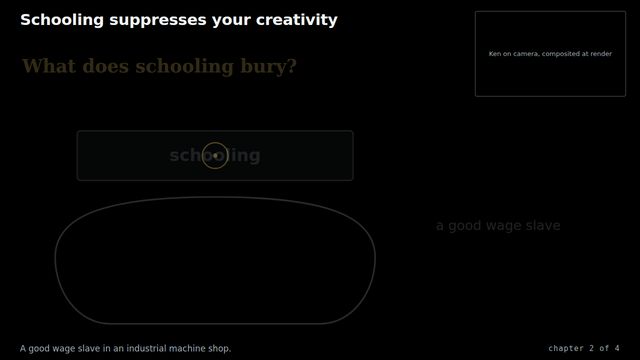 Schooling suppresses your creativity
Ken on camera, composited at render
What does schooling bury?
schooling
a good wage slave
A good wage slave in an industrial machine shop.
chapter 2 of 4